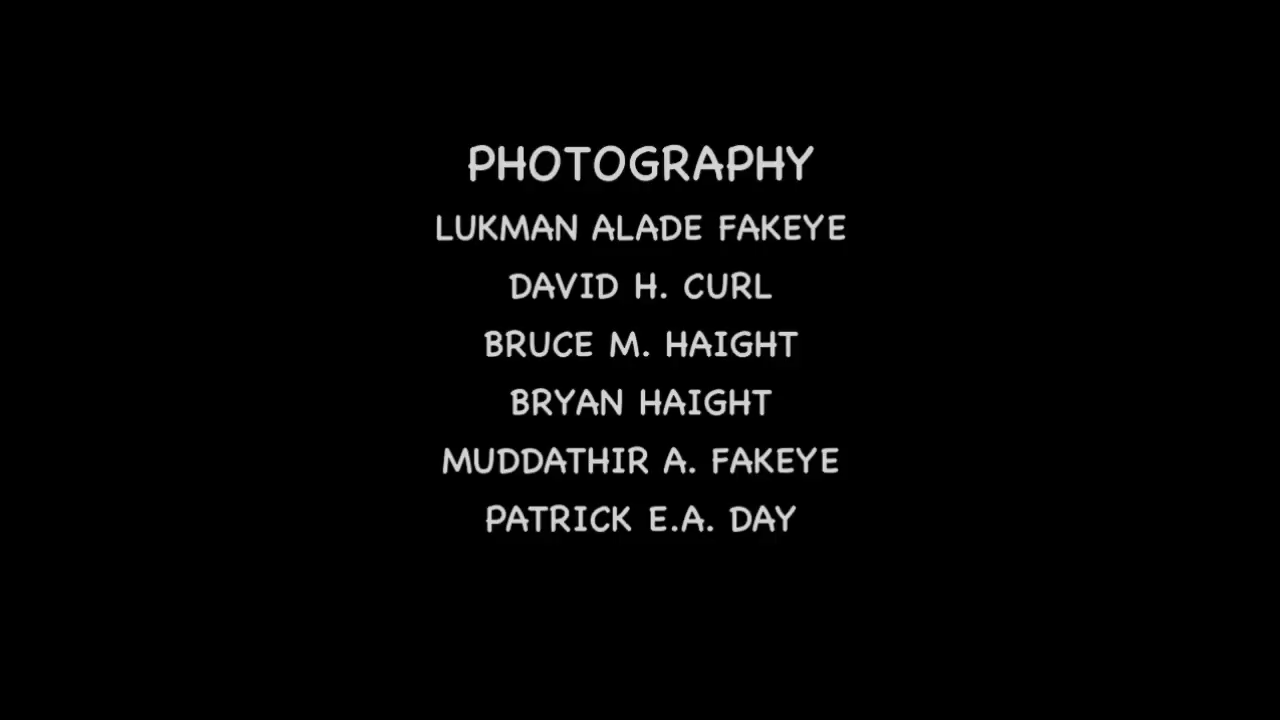 PHOTOGRAPHY
LUKMAN ALADE FAKEYE
DAVID H. CURL
BRUCE M. HAIGHT
BRYAN HAIGHT
MUDDATHIR A. FAKEYE
PATRICK E.A. DAY